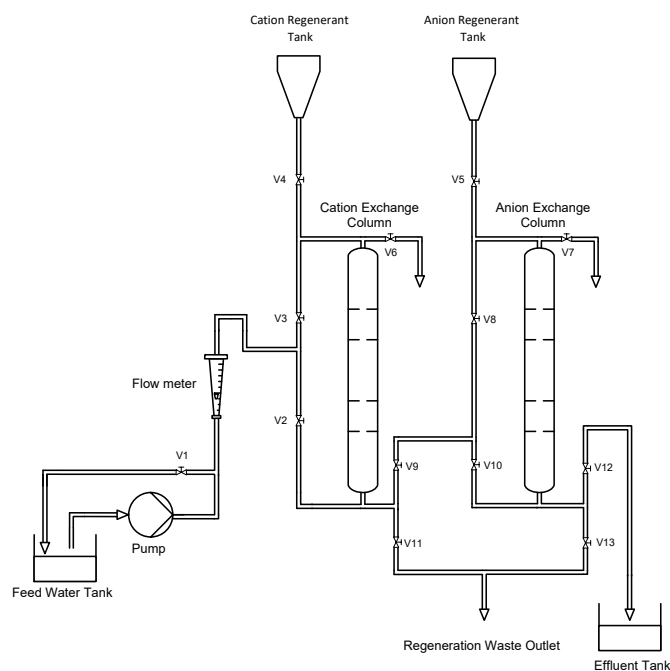 Cation Regenerant
Tank
Anion Regenerant
Tank
V4
V5
Cation Exchange
Column
Anion Exchange
Column
V6
V7
V3
V8
Flow meter
V2
V1
V9
V10
V12
Pump
V11
V13
Feed Water Tank
Regeneration Waste Outlet
Effluent Tank